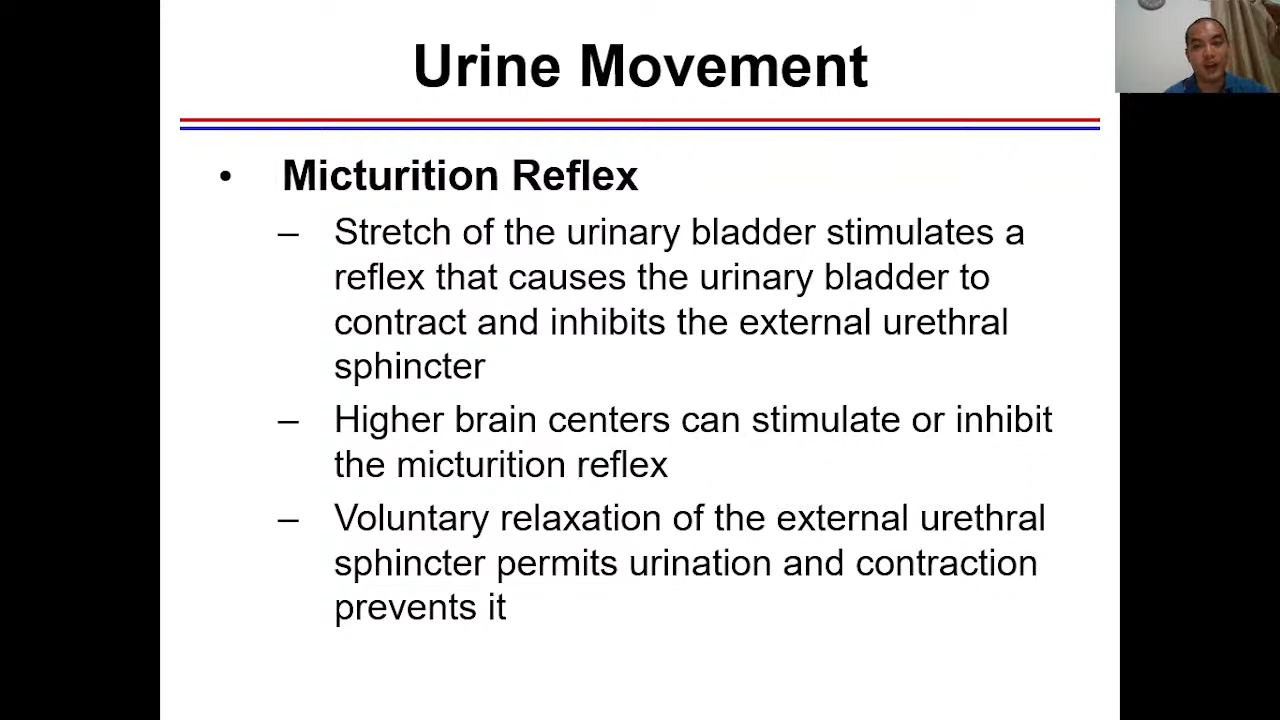 Urine Movement
• Micturition Reflex
– Stretch of the urinary bladder stimulates a
reflex that causes the urinary bladder to
contract and inhibits the external urethral
sphincter
– Higher brain centers can stimulate or inhibit
the micturition reflex
– Voluntary relaxation of the external urethral
sphincter permits urination and contraction
prevents it